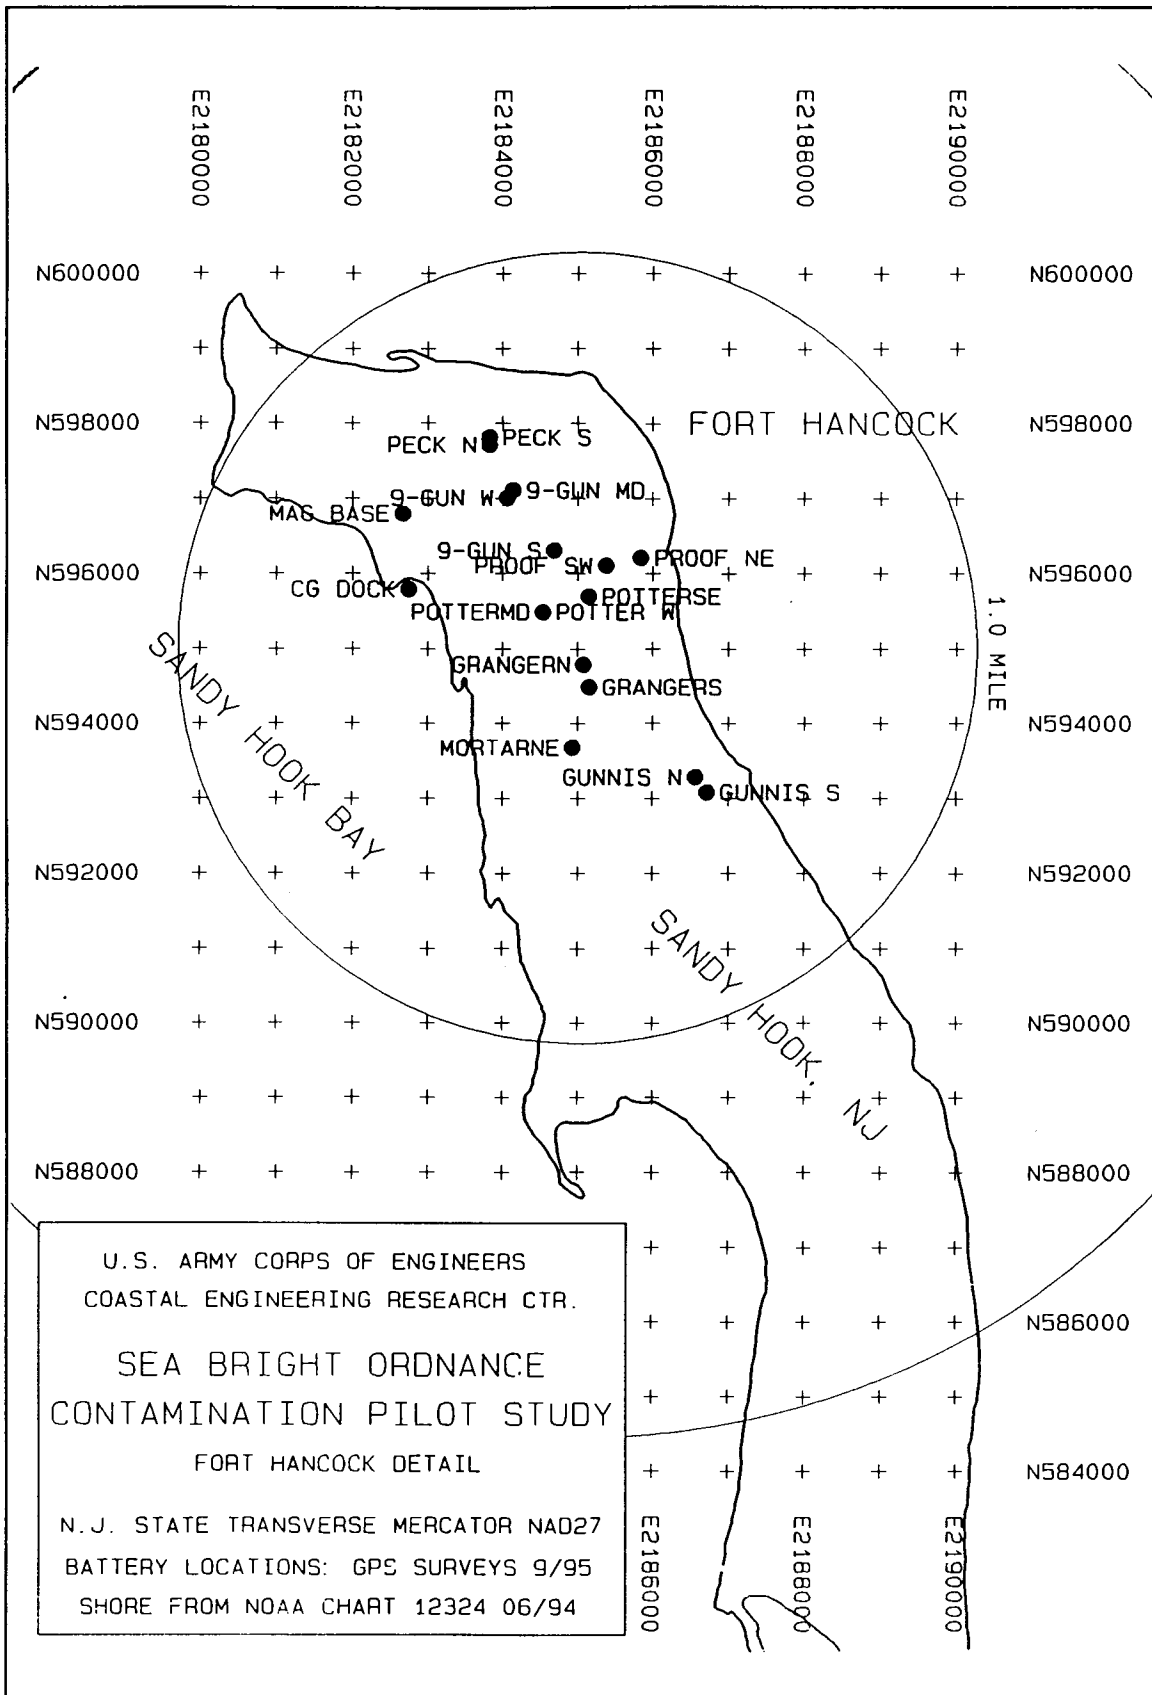 E2180000
E2182000
E2184000
E2186000
E2188000
E2190000
N600000
N600000
N598000
FORT HANCOCK
N598000
PECK N
PECK S
9-GUN W
9-GUN MD
MAG BASE
9-GUN S
PROOF SW
PROOF NE
N596000
N596000
CG DOCK
POTTERSE
POTTERMD
POTTER W
1.0 MILE
SANDY HOOK BAY
GRANGERN
GRANGERS
N594000
N594000
MORTARNE
GUNNIS N
GUNNIS S
N592000
N592000
SANDY HOOK, NJ
N590000
N590000
N588000
N588000
U.S. ARMY CORPS OF ENGINEERS
COASTAL ENGINEERING RESEARCH CTR.
SEA BRIGHT ORDNANCE
CONTAMINATION PILOT STUDY
FORT HANCOCK DETAIL
N.J. STATE TRANSVERSE MERCATOR NAD27
BATTERY LOCATIONS: GPS SURVEYS 9/95
SHORE FROM NOAA CHART 12324 06/94
N586000
N584000
E2186000
E2188000
E2190000